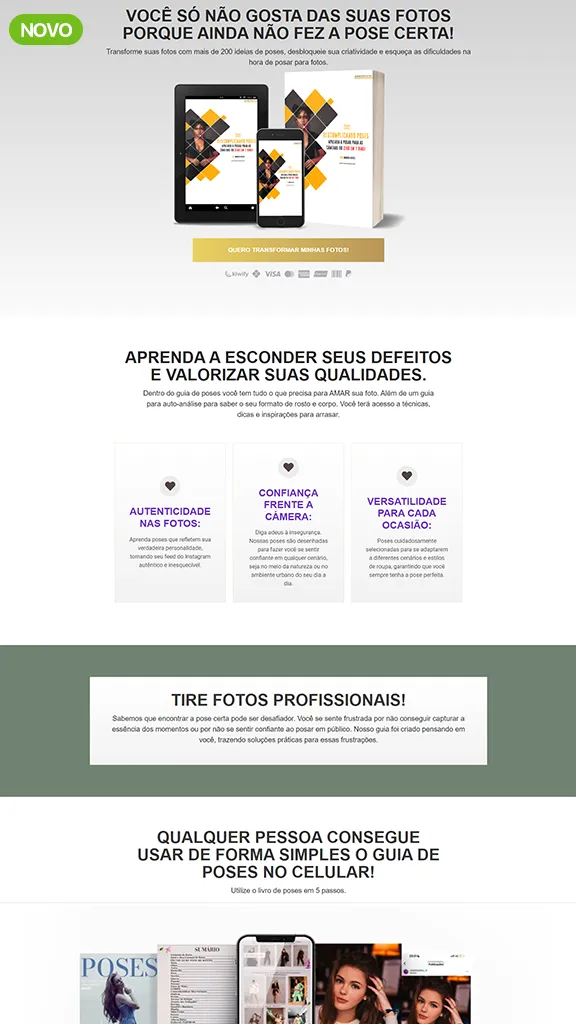 NOVO
VOCÊ SÓ NÃO GOSTA DAS SUAS FOTOS
PORQUE AINDA NÃO FEZ A POSE CERTA!
Transforme suas fotos com mais de 200 ideias de poses, desbloqueie sua criatividade e esqueça as dificuldades na
hora de posar para fotos.
DESCOMPLICANDO POSES
APRENDA A POSAR PARA AS
CÂMERAS DO ZERO EM 7 DIAS!
QUERO TRANSFORMAR MINHAS FOTOS!
kiwify
VISA
APRENDA A ESCONDER SEUS DEFEITOS
E VALORIZAR SUAS QUALIDADES.
Dentro do guia de poses você tem tudo o que precisa para AMAR sua foto. Além de um guia
para auto-análise para saber o seu formato de rosto e corpo. Você terá acesso a técnicas,
dicas e inspirações para arrasar.
AUTENTICIDADE
NAS FOTOS:
Aprenda poses que refletem sua
verdadeira personalidade,
tornando seu feed do Instagram
autêntico e inesquecível.
CONFIANÇA
FRENTE A
CÂMERA:
Diga adeus à insegurança.
Nossas poses são desenhadas
para fazer você se sentir
confiante em qualquer cenário,
seja no meio da natureza ou no
ambiente urbano do seu dia a
dia.
VERSATILIDADE
PARA CADA
OCASIÃO:
Poses cuidadosamente
selecionadas para se adaptarem
a diferentes cenários e estilos
de roupa, garantindo que você
sempre tenha a pose perfeita.
TIRE FOTOS PROFISSIONAIS!
Sabemos que encontrar a pose certa pode ser desafiador. Você se sente frustrada por não conseguir capturar a
essência dos momentos ou por não se sentir confiante ao posar em público. Nosso guia foi criado pensando em
você, trazendo soluções práticas para essas frustrações.
QUALQUER PESSOA CONSEGUE
USAR DE FORMA SIMPLES O GUIA DE
POSES NO CELULAR!
Utilize o livro de poses em 5 passos.
POSES
SUMÁRIO